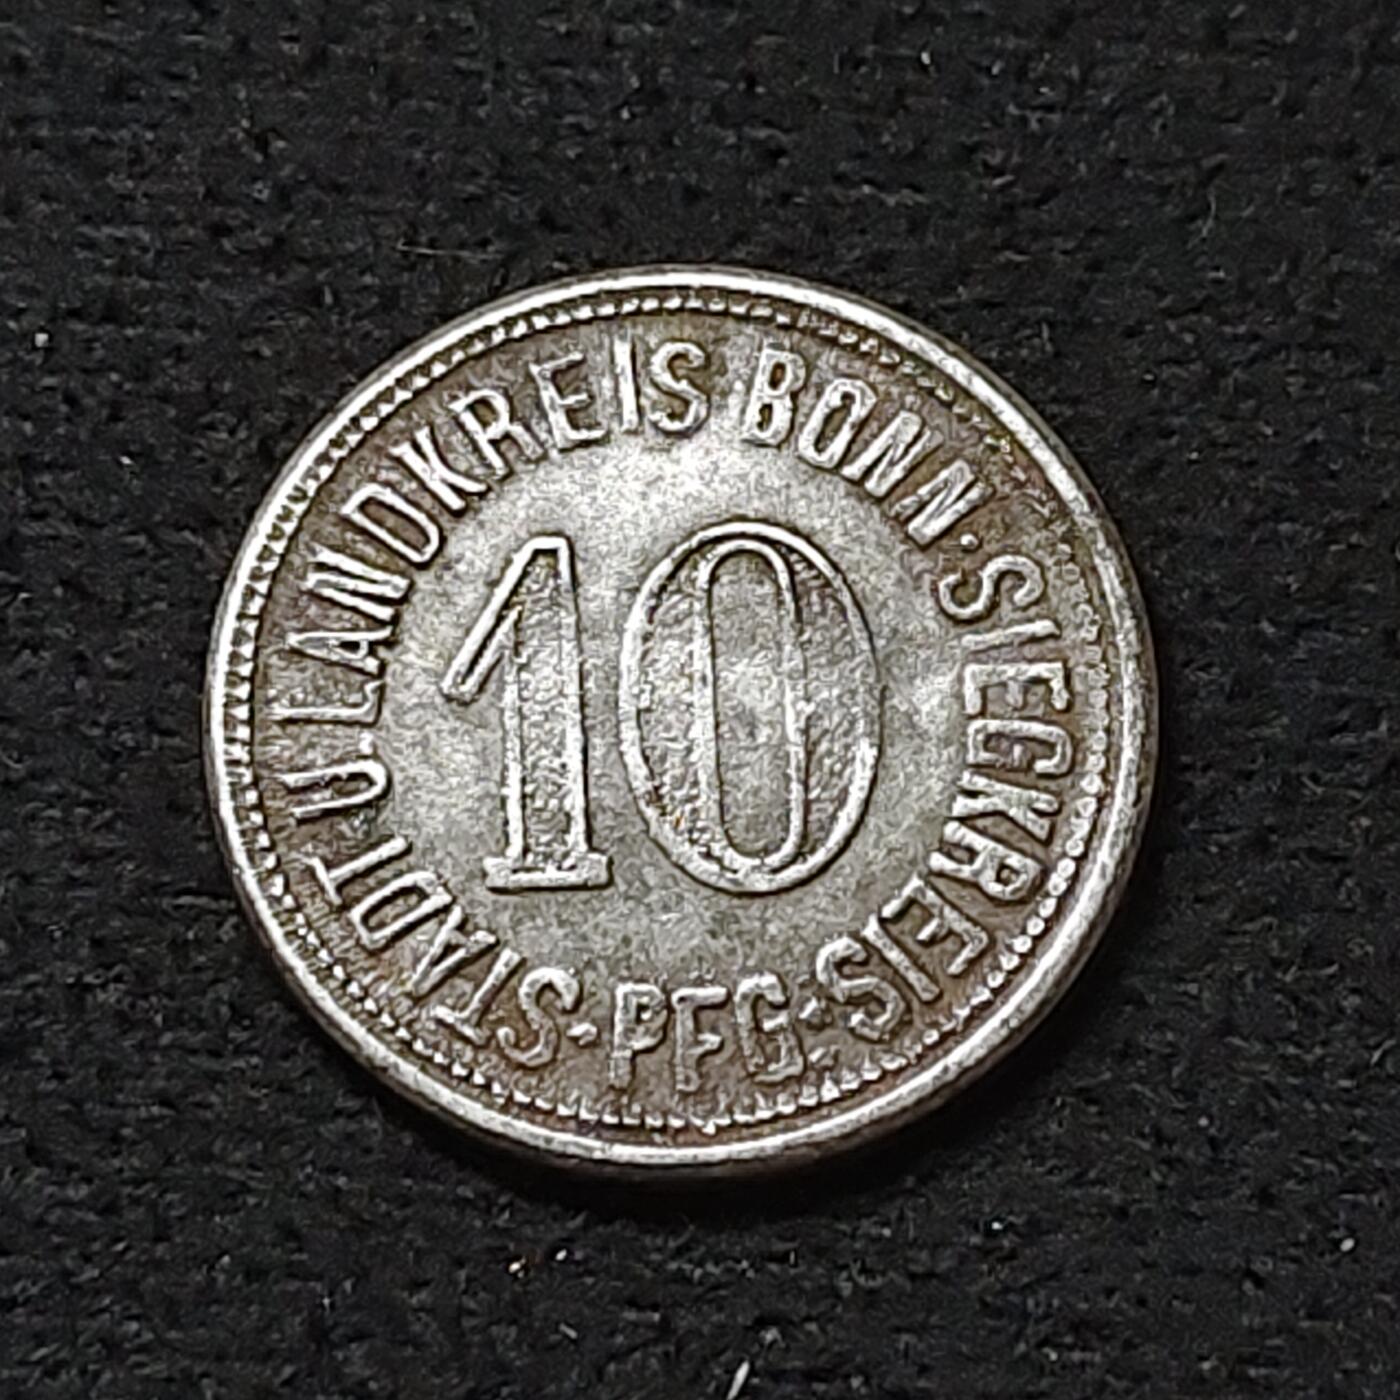 STADT U. LANDKREIS BONN · SIEGKREIS ·
PFG ·
10